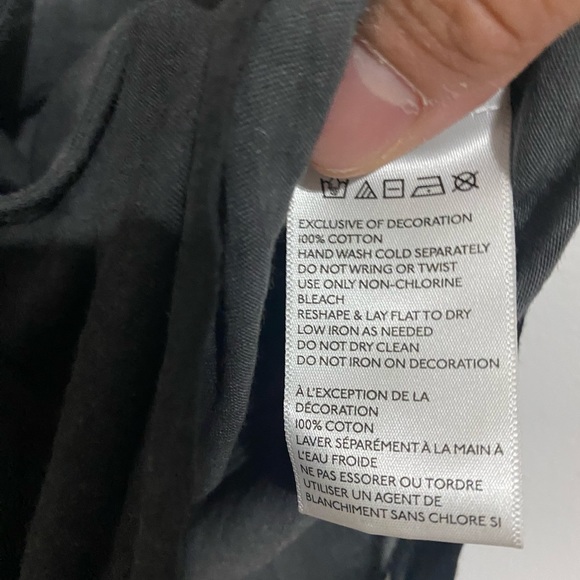 EXCLUSIVE OF DECORATION
100% COTTON
HAND WASH COLD SEPARATELY
DO NOT WRING OR TWIST
USE ONLY NON-CHLORINE
BLEACH
RESHAPE & LAY FLAT TO DRY
LOW IRON AS NEEDED
DO NOT DRY CLEAN
DO NOT IRON ON DECORATION
À L'EXCEPTION DE LA
DÉCORATION
100% COTON
LAVER SÉPARÉMENT À LA MAIN À
L'EAU FROIDE
NE PAS ESSORER OU TORDRE
UTILISER UN AGENT DE
BLANCHIMENT SANS CHLORE SI